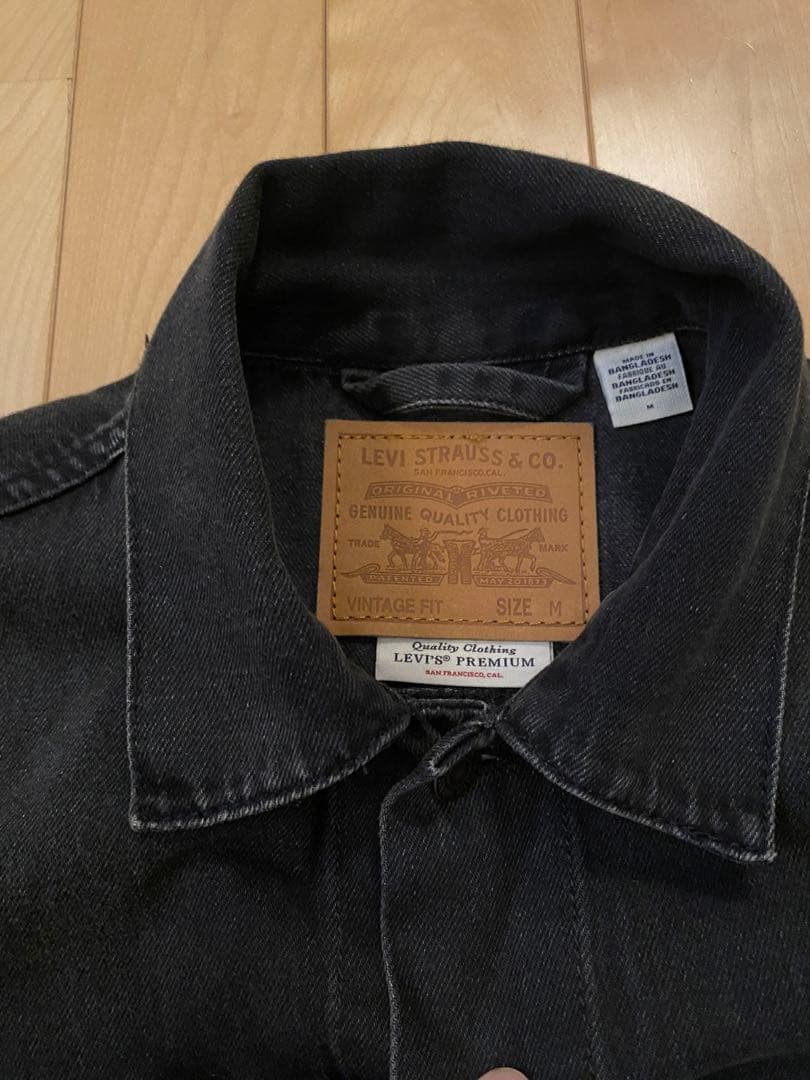 MADE IN
BANGLADESH
FABRIQUE AU
BANGLADESH
FABRICADO EN
BANGLADESH
M
LEVI STRAUSS & CO.
SAN FRANCISCO, CAL.
ORIGINAL RIVETED
GENUINE QUALITY CLOTHING
TRADE MARK
PATENTED MAY 20 1873
VINTAGE FIT SIZE M
Quality Clothing
LEVI'S® PREMIUM
SAN FRANCISCO, CAL.